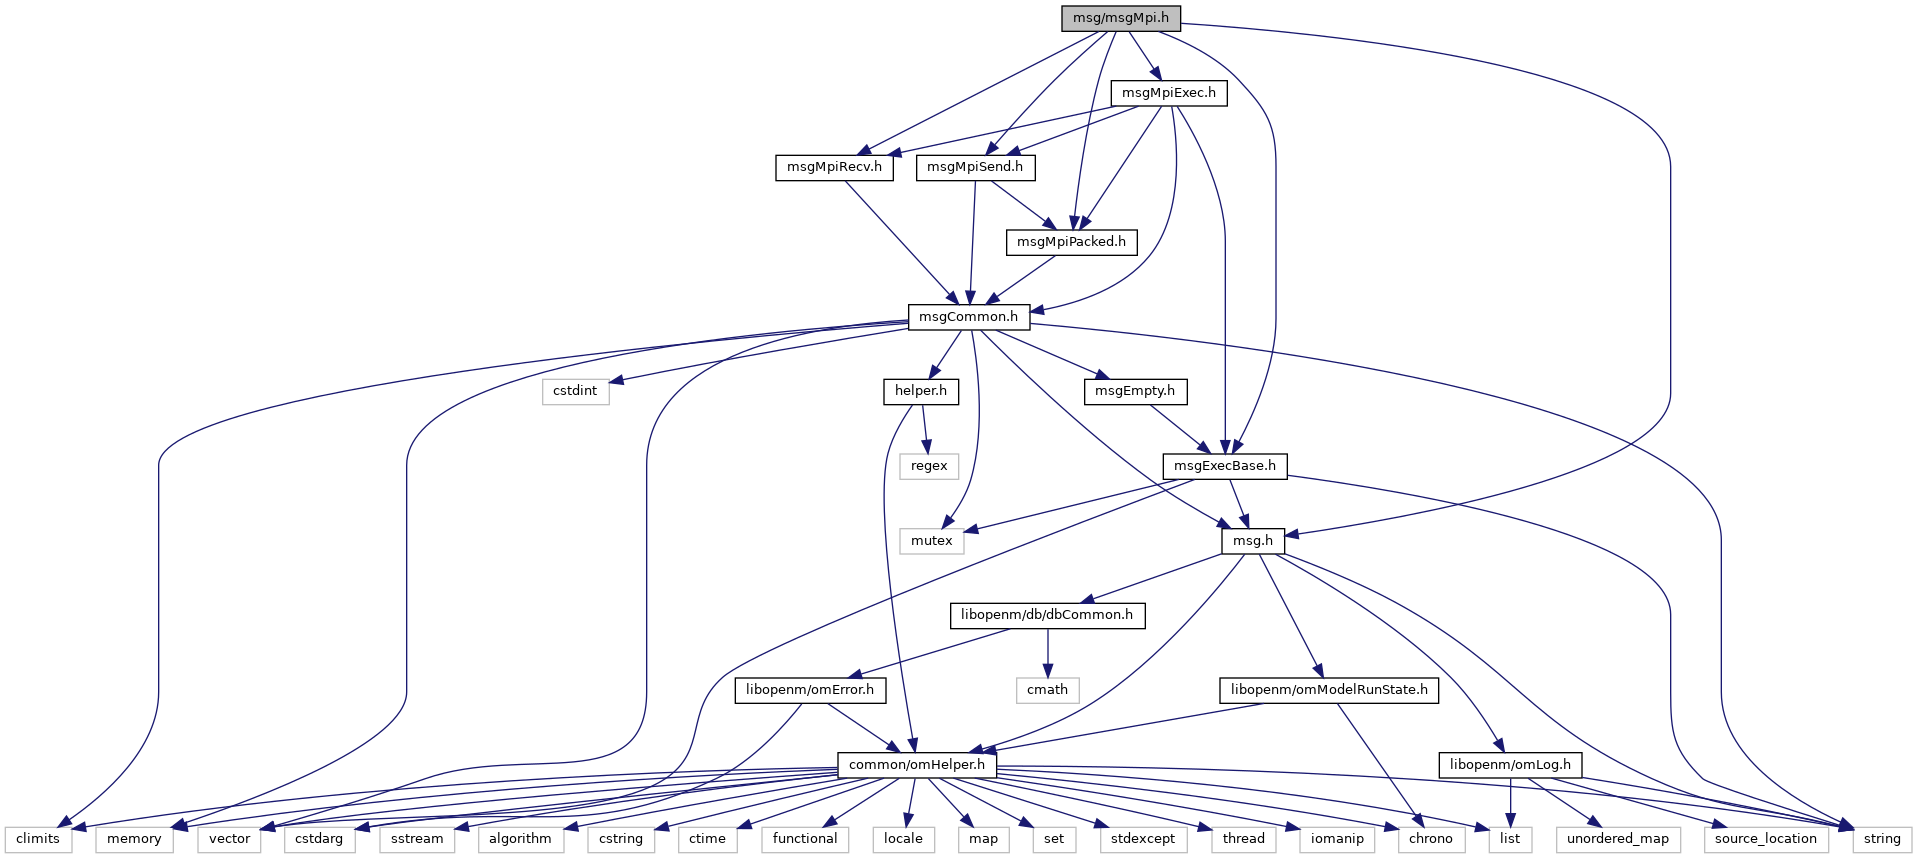 msg/msgMpi.h
msgMpiExec.h
msgMpiRecv.h
msgMpiSend.h
msgMpiPacked.h
msgCommon.h
cstdint
helper.h
msgEmpty.h
regex
msgExecBase.h
mutex
msg.h
libopenm/db/dbCommon.h
libopenm/omError.h
cmath
libopenm/omModelRunState.h
common/omHelper.h
libopenm/omLog.h
climits
memory
vector
cstdarg
sstream
algorithm
cstring
ctime
functional
locale
map
set
stdexcept
thread
iomanip
chrono
list
unordered_map
source_location
string